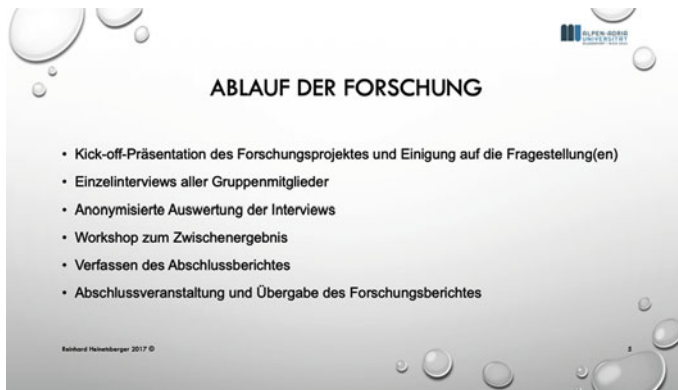 ALPEN-ADRIA
UNIVERSITÄT
ABLAUF DER FORSCHUNG
• Kick-off-Präsentation des Forschungsprojektes und Einigung auf die Fragestellung(en)
• Einzelinterviews aller Gruppenmitglieder
• Anonymisierte Auswertung der Interviews
• Workshop zum Zwischenergebnis
• Verfassen des Abschlussberichtes
• Abschlussveranstaltung und Übergabe des Forschungsberichtes
Reinhard Heinetsberger 2017 ©
5